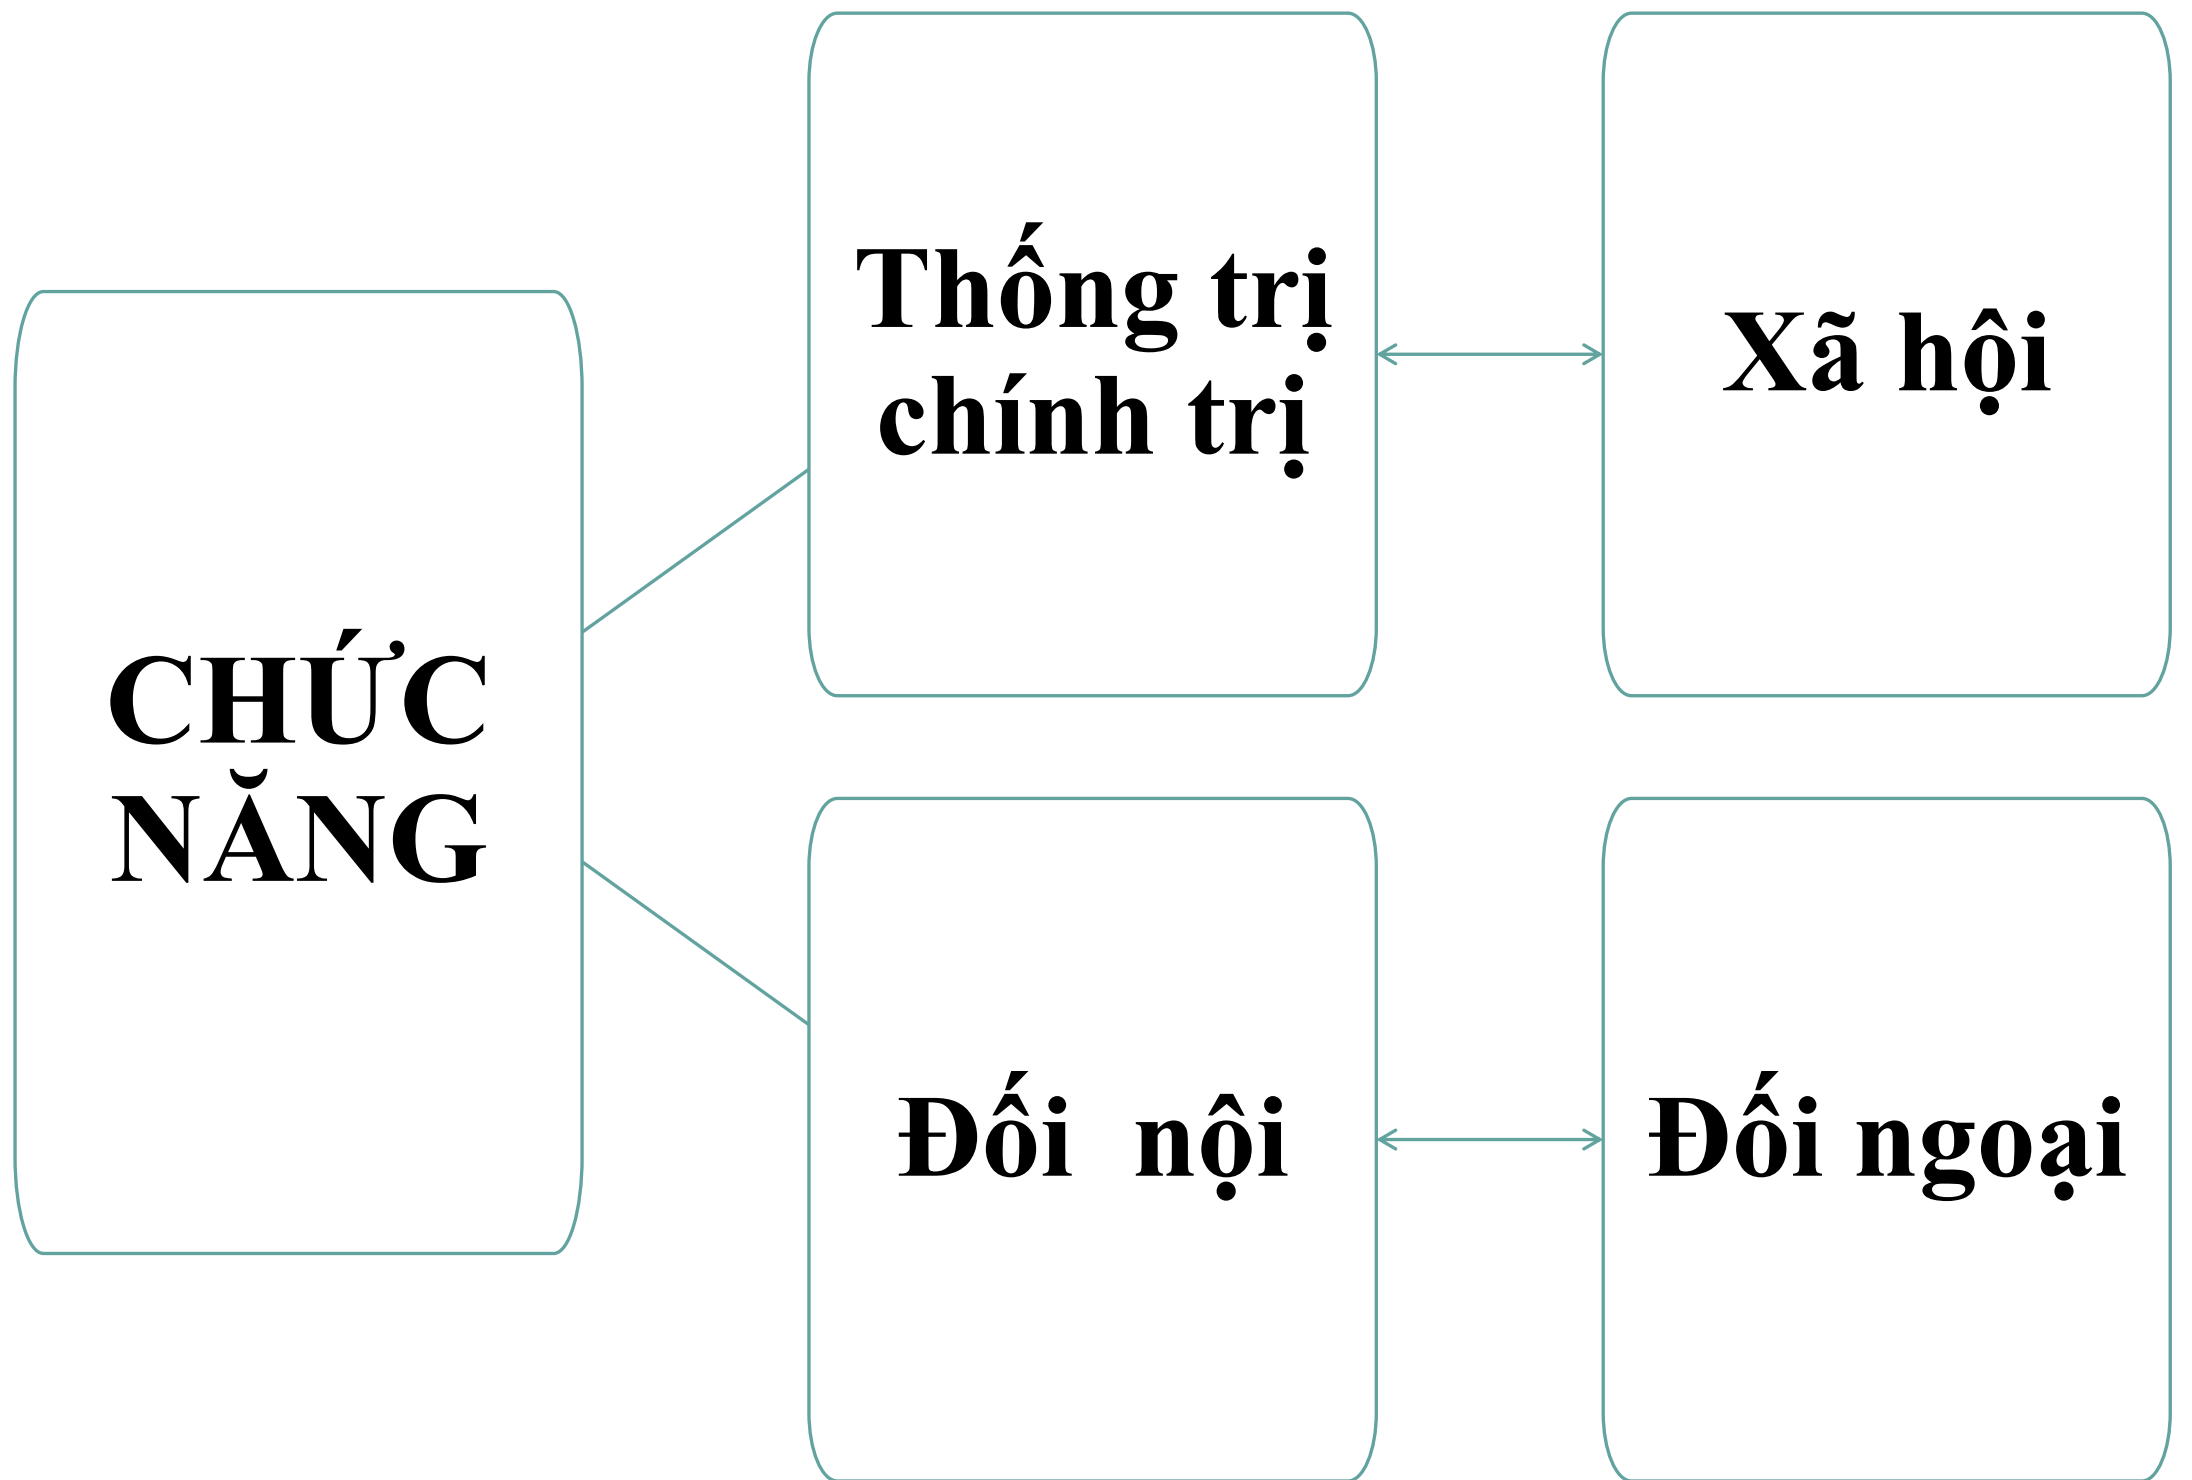 CHỨC
NĂNG
Thống trị
chính trị
Xã hội
Đối  nội
Đối ngoại